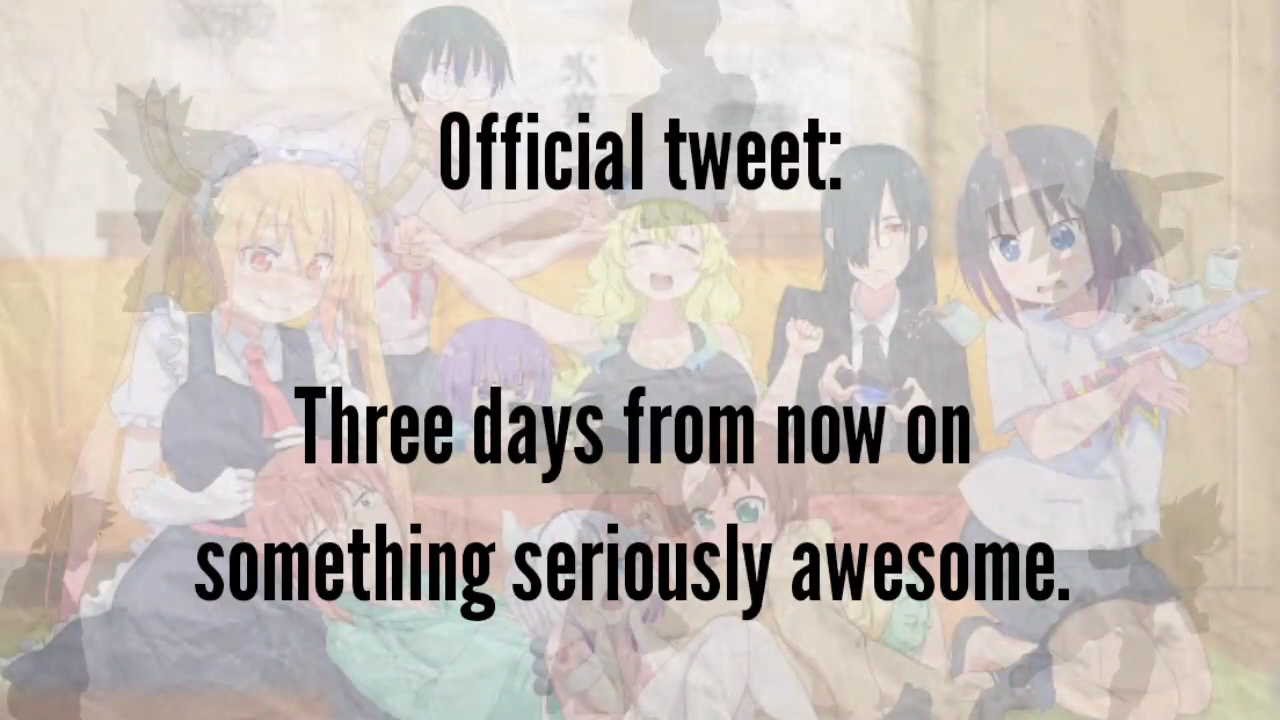 Official tweet:
Three days from now on
something seriously awesome.